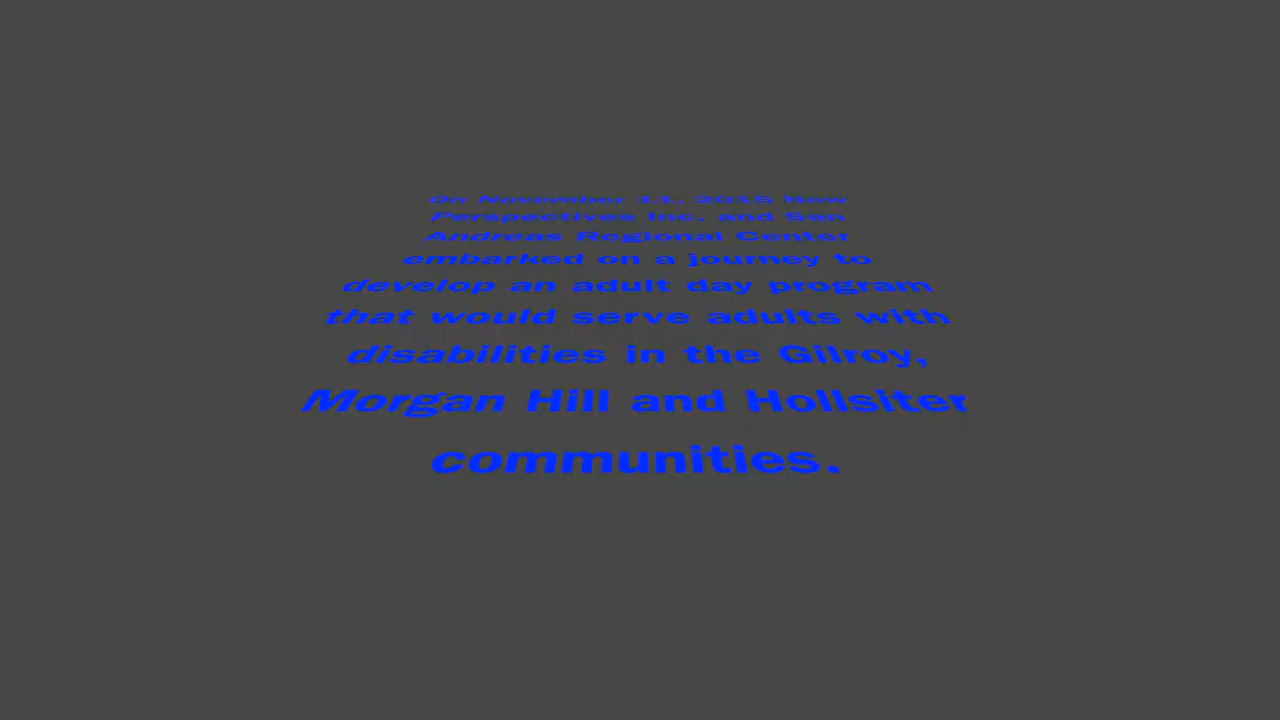 On November 11, 2015 New
Perspectives Inc. and San
Andreas Regional Center
embarked on a journey to
develop an adult day program
that would serve adults with
disabilities in the Gilroy,
Morgan Hill and Hollsiter
communities.